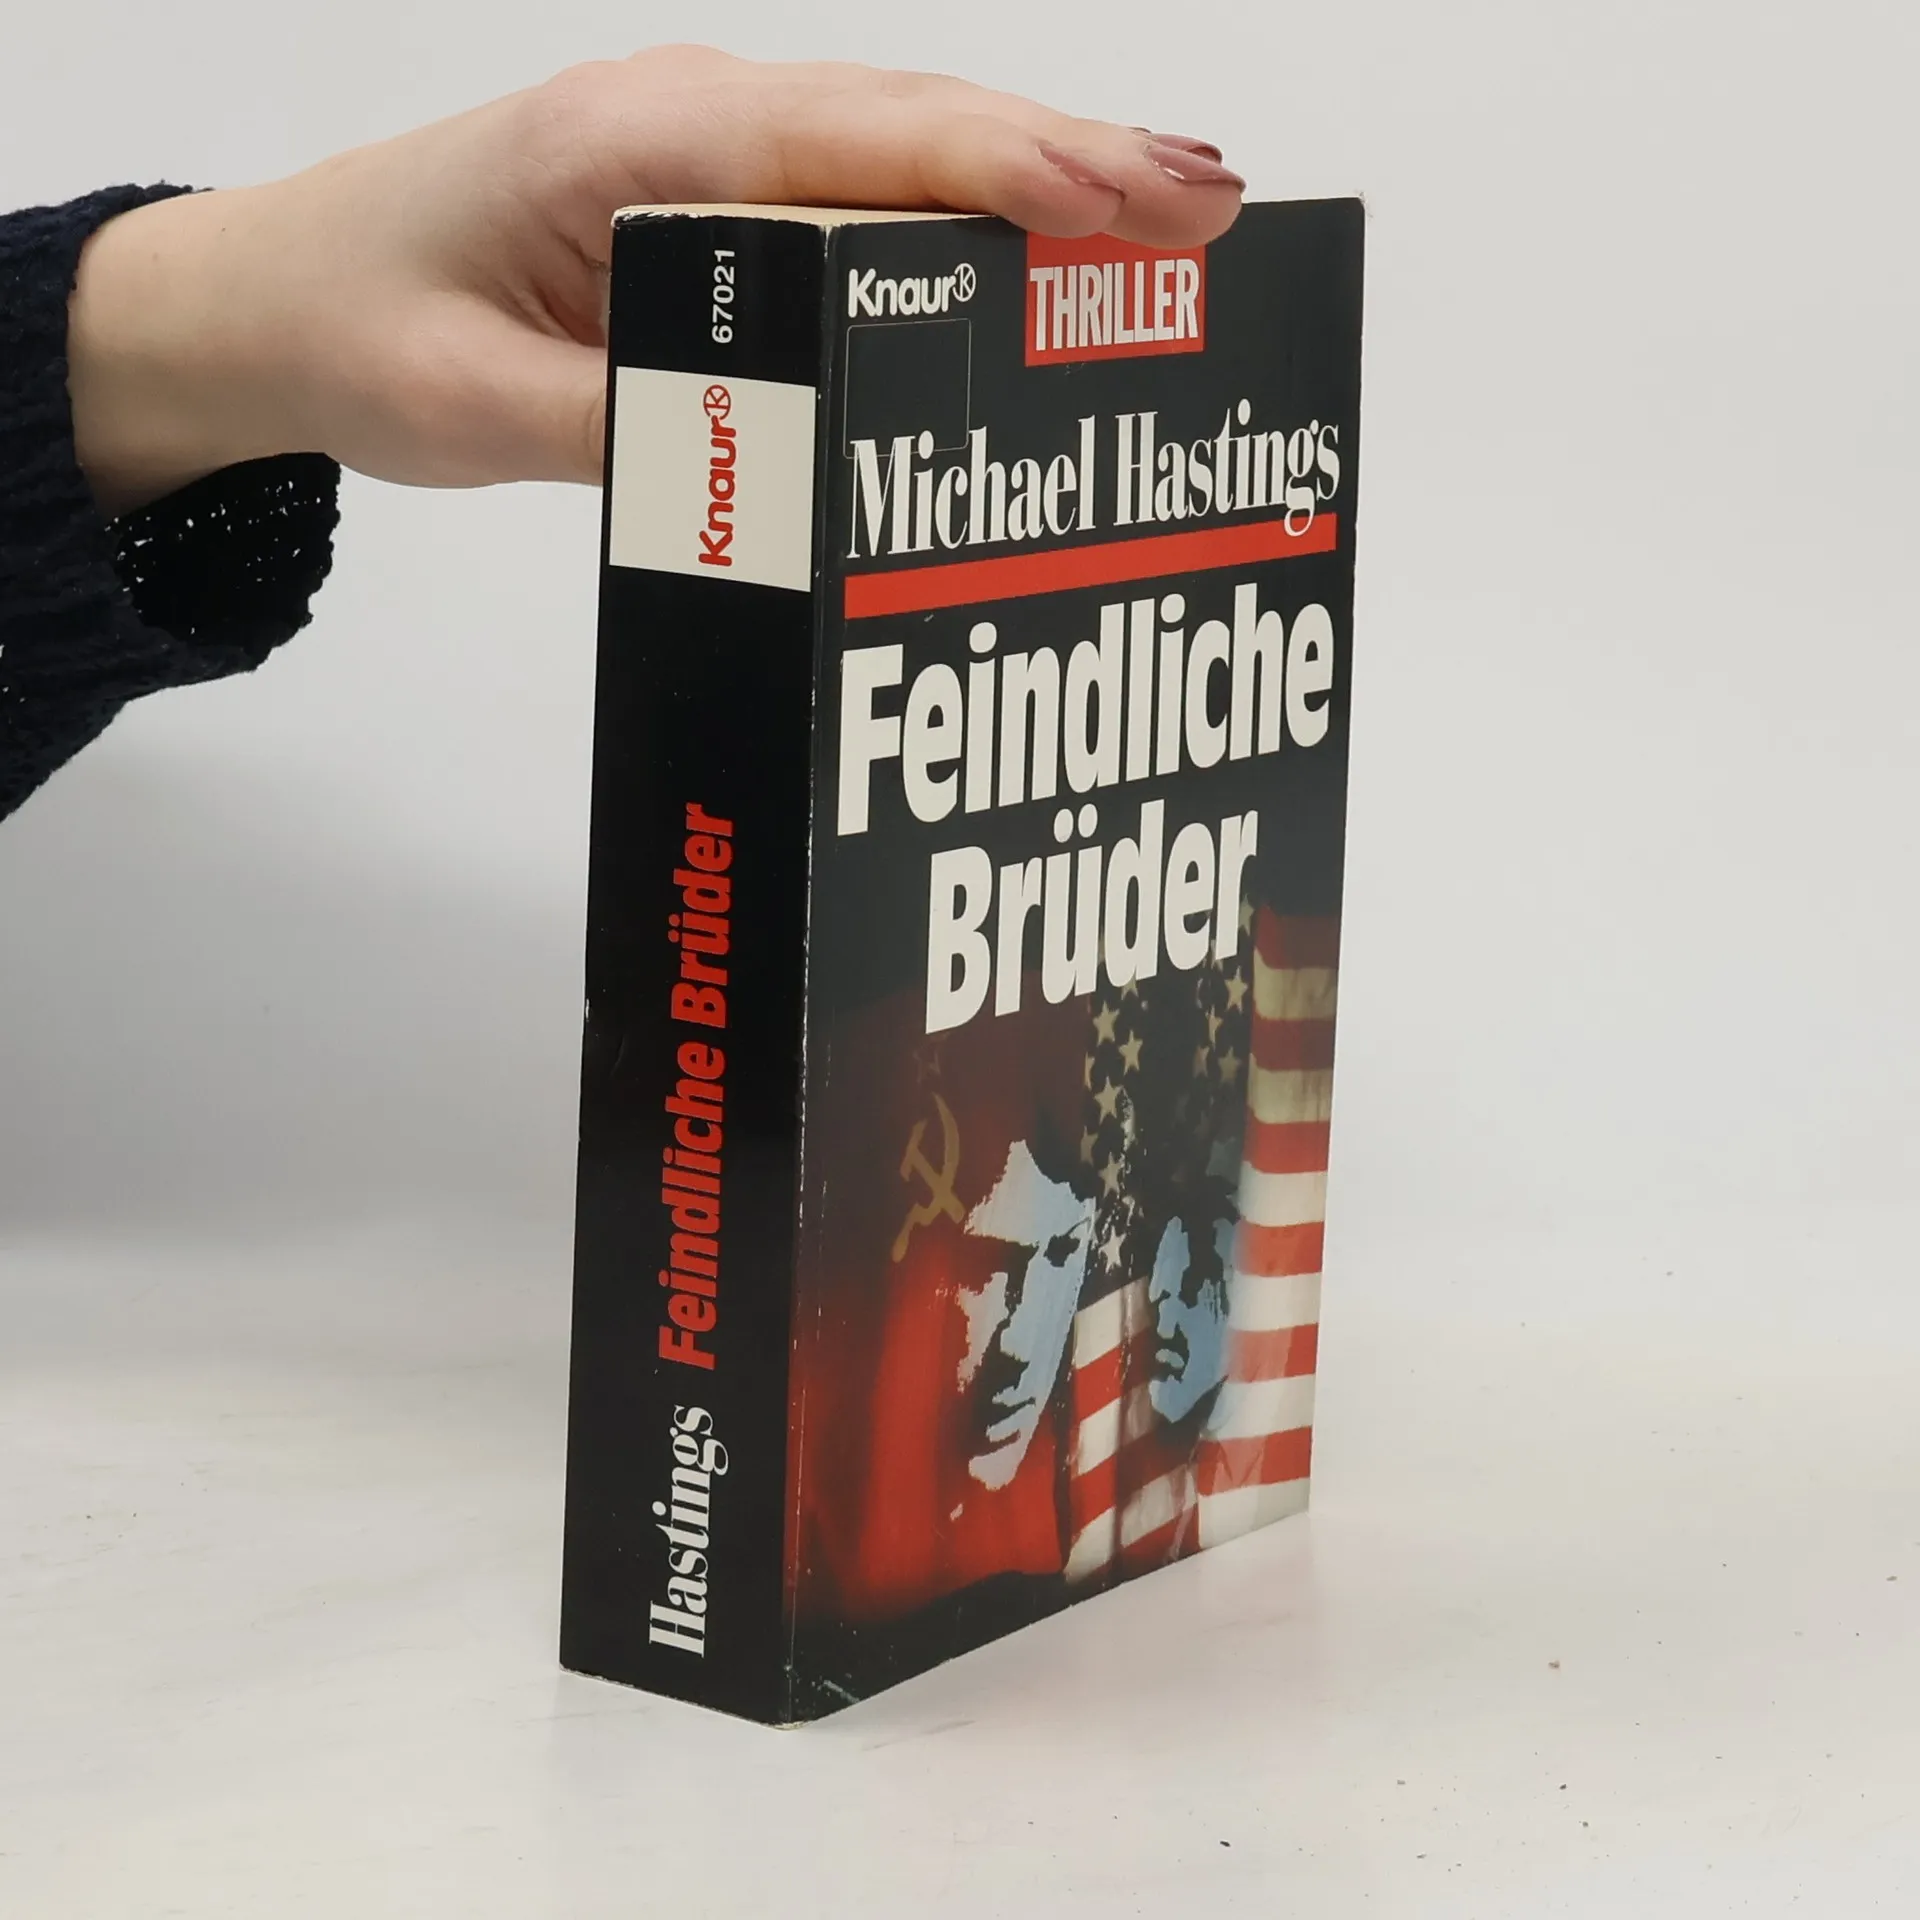 67021
Knaur
Feindliche Brüder
Hastings
Knaur
THRILLER
Michael Hastings
Feindliche
Brüder